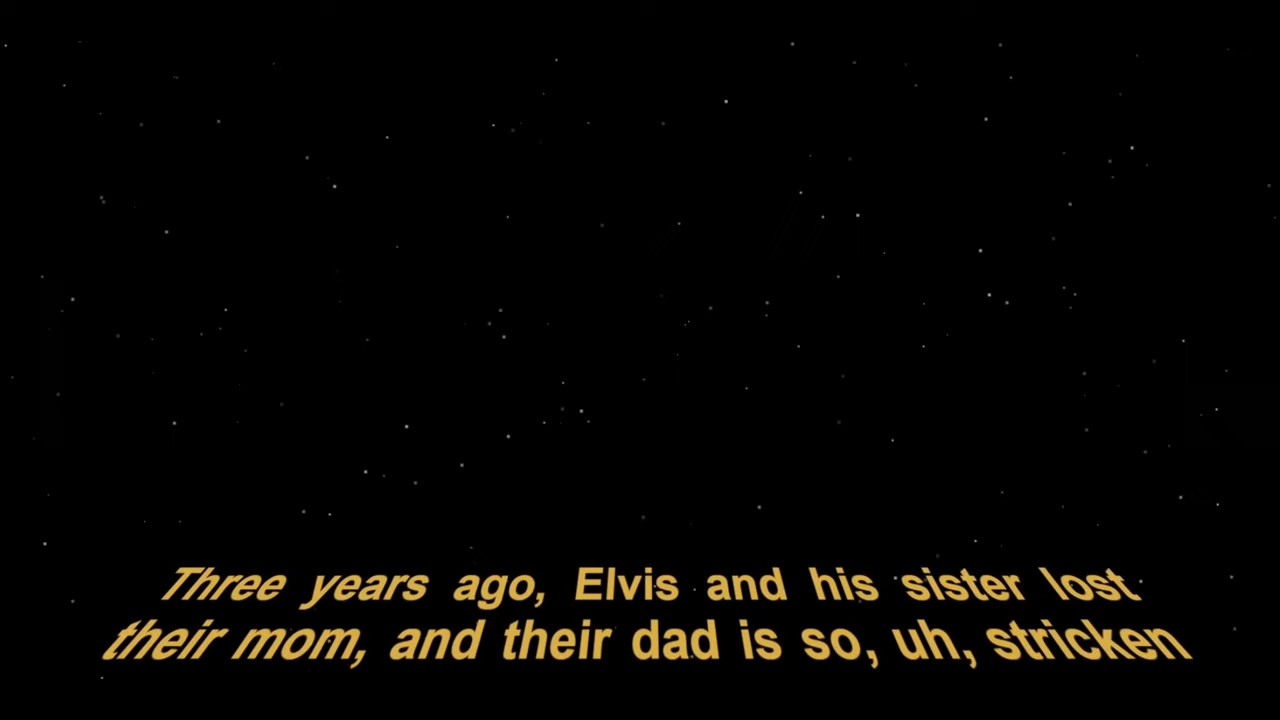 Three years ago, Elvis and his sister lost
their mom, and their dad is so, uh, stricken